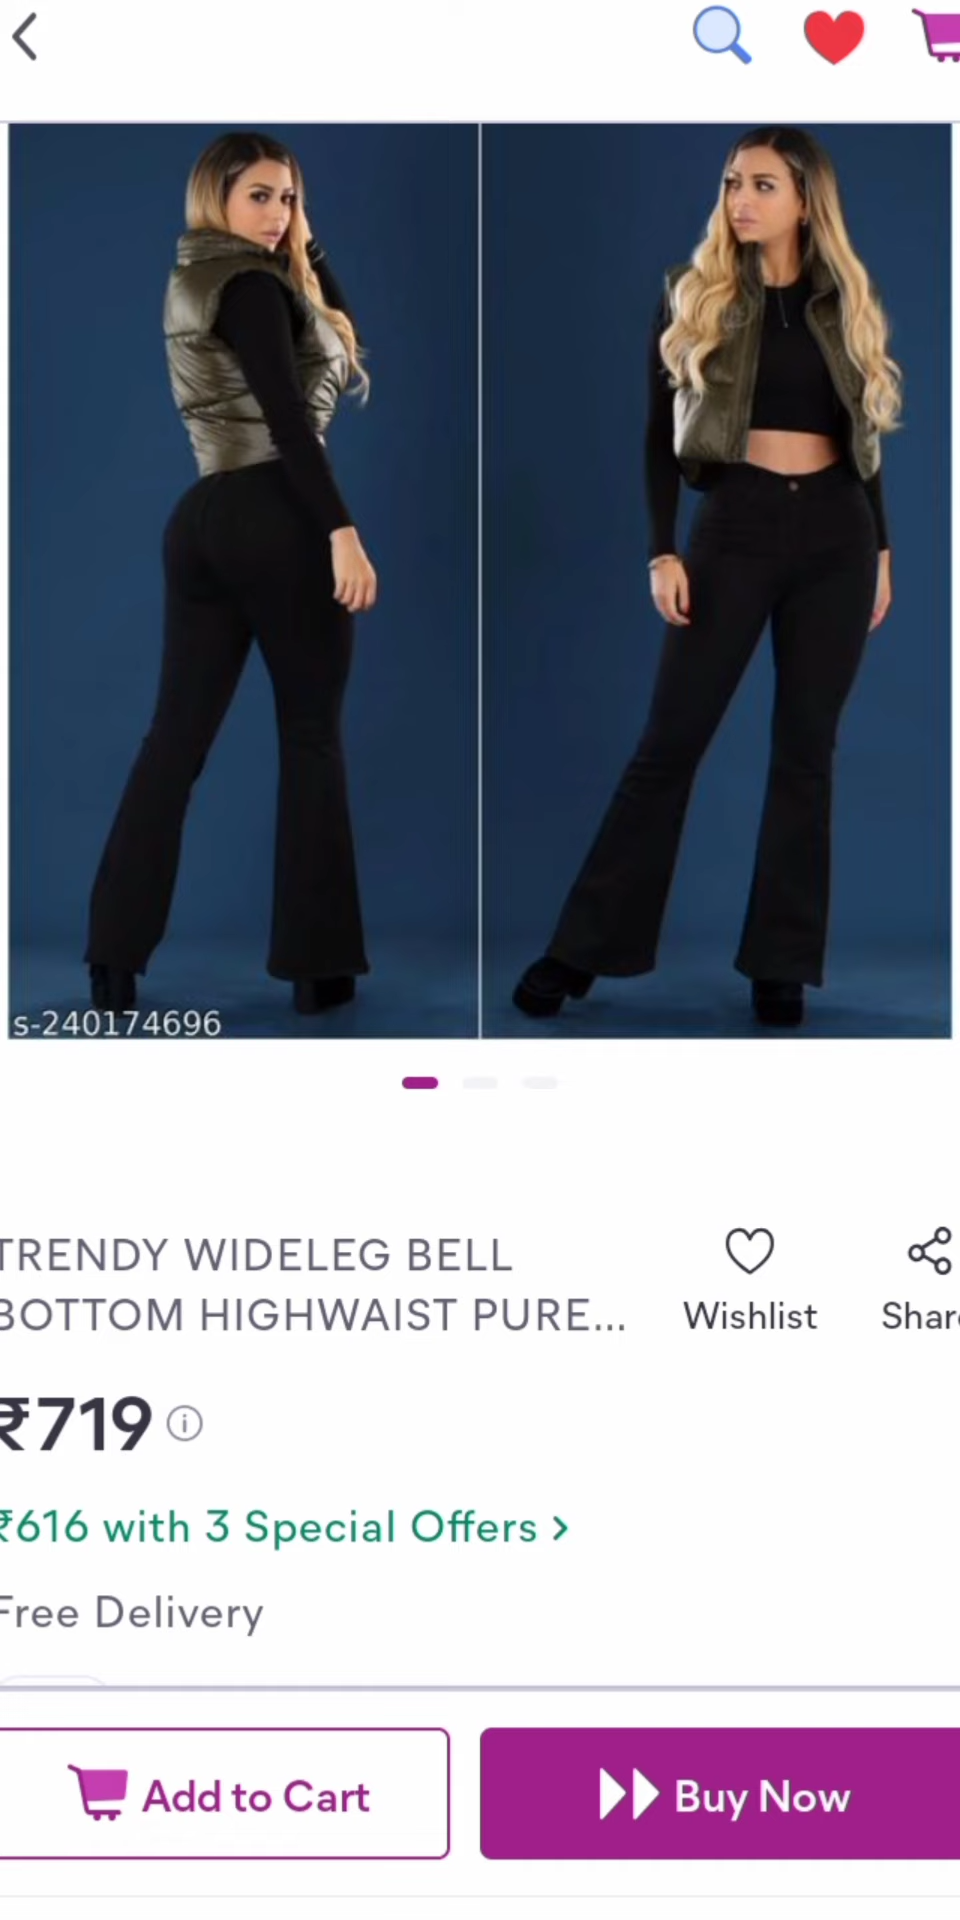 s-240174696
TRENDY WIDELEG BELL
BOTTOM HIGHWAIST PURE...
Wishlist
Share
₹719
₹616 with 3 Special Offers >
Free Delivery
Add to Cart
Buy Now